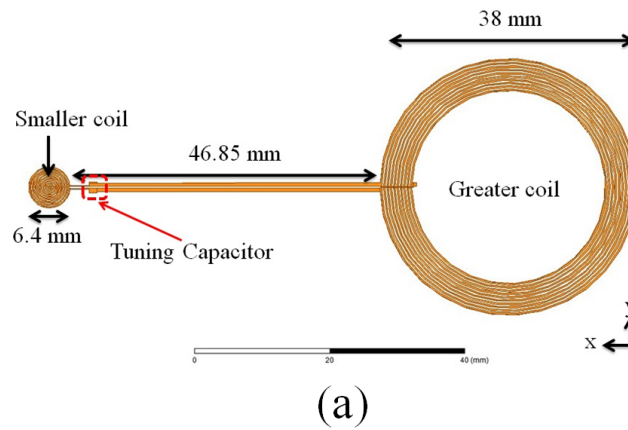 38 mm
Smaller coil
46.85 mm
Greater coil
6.4 mm
Tuning Capacitor
x
0 20 40 (mm)
(a)